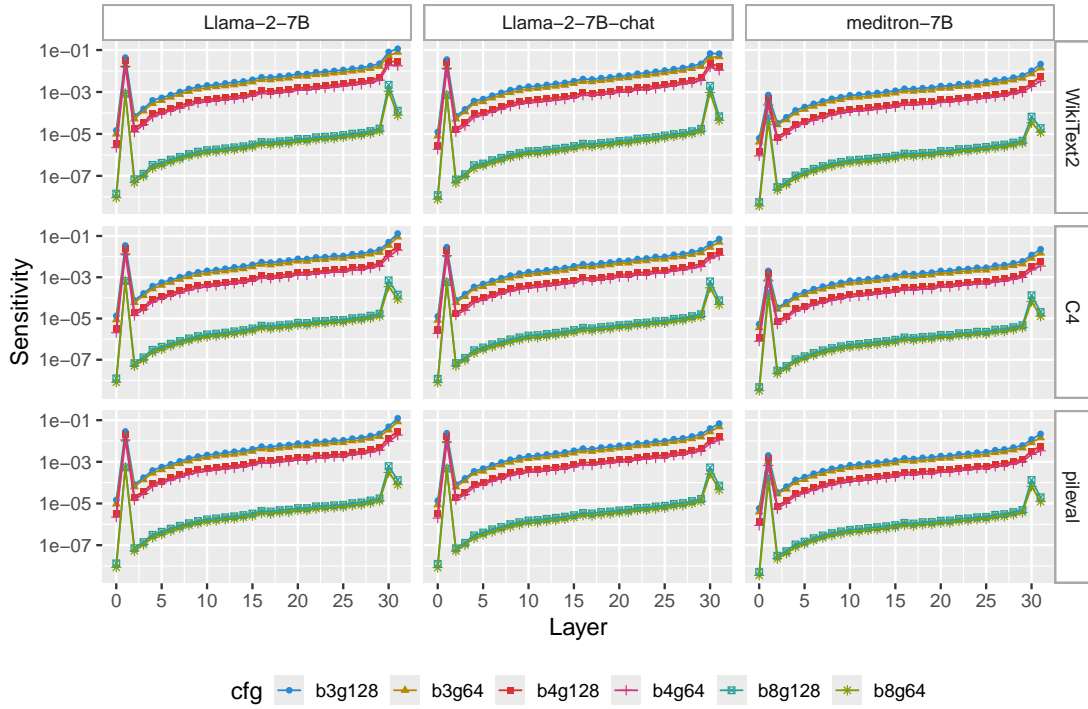 Llama−2−7B
Llama−2−7B−chat
meditron−7B
1e−01
1e−03
1e−05
1e−07
WikiText2
1e−01
1e−03
1e−05
1e−07
C4
Sensitivity
1e−01
1e−03
1e−05
1e−07
pileval
0 5 10 15 20 25 30
0 5 10 15 20 25 30
0 5 10 15 20 25 30
Layer
cfg b3g128 b3g64 b4g128 b4g64 b8g128 b8g64